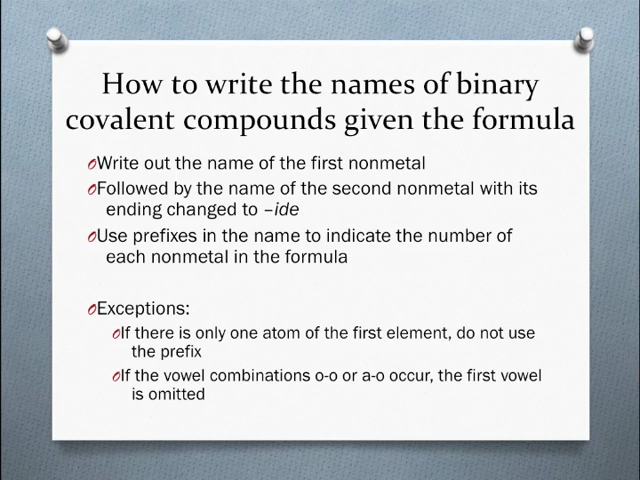 How to write the names of binary
covalent compounds given the formula
Write out the name of the first nonmetal
Followed by the name of the second nonmetal with its
ending changed to –ide
Use prefixes in the name to indicate the number of
each nonmetal in the formula
Exceptions:
If there is only one atom of the first element, do not use
the prefix
If the vowel combinations o-o or a-o occur, the first vowel
is omitted